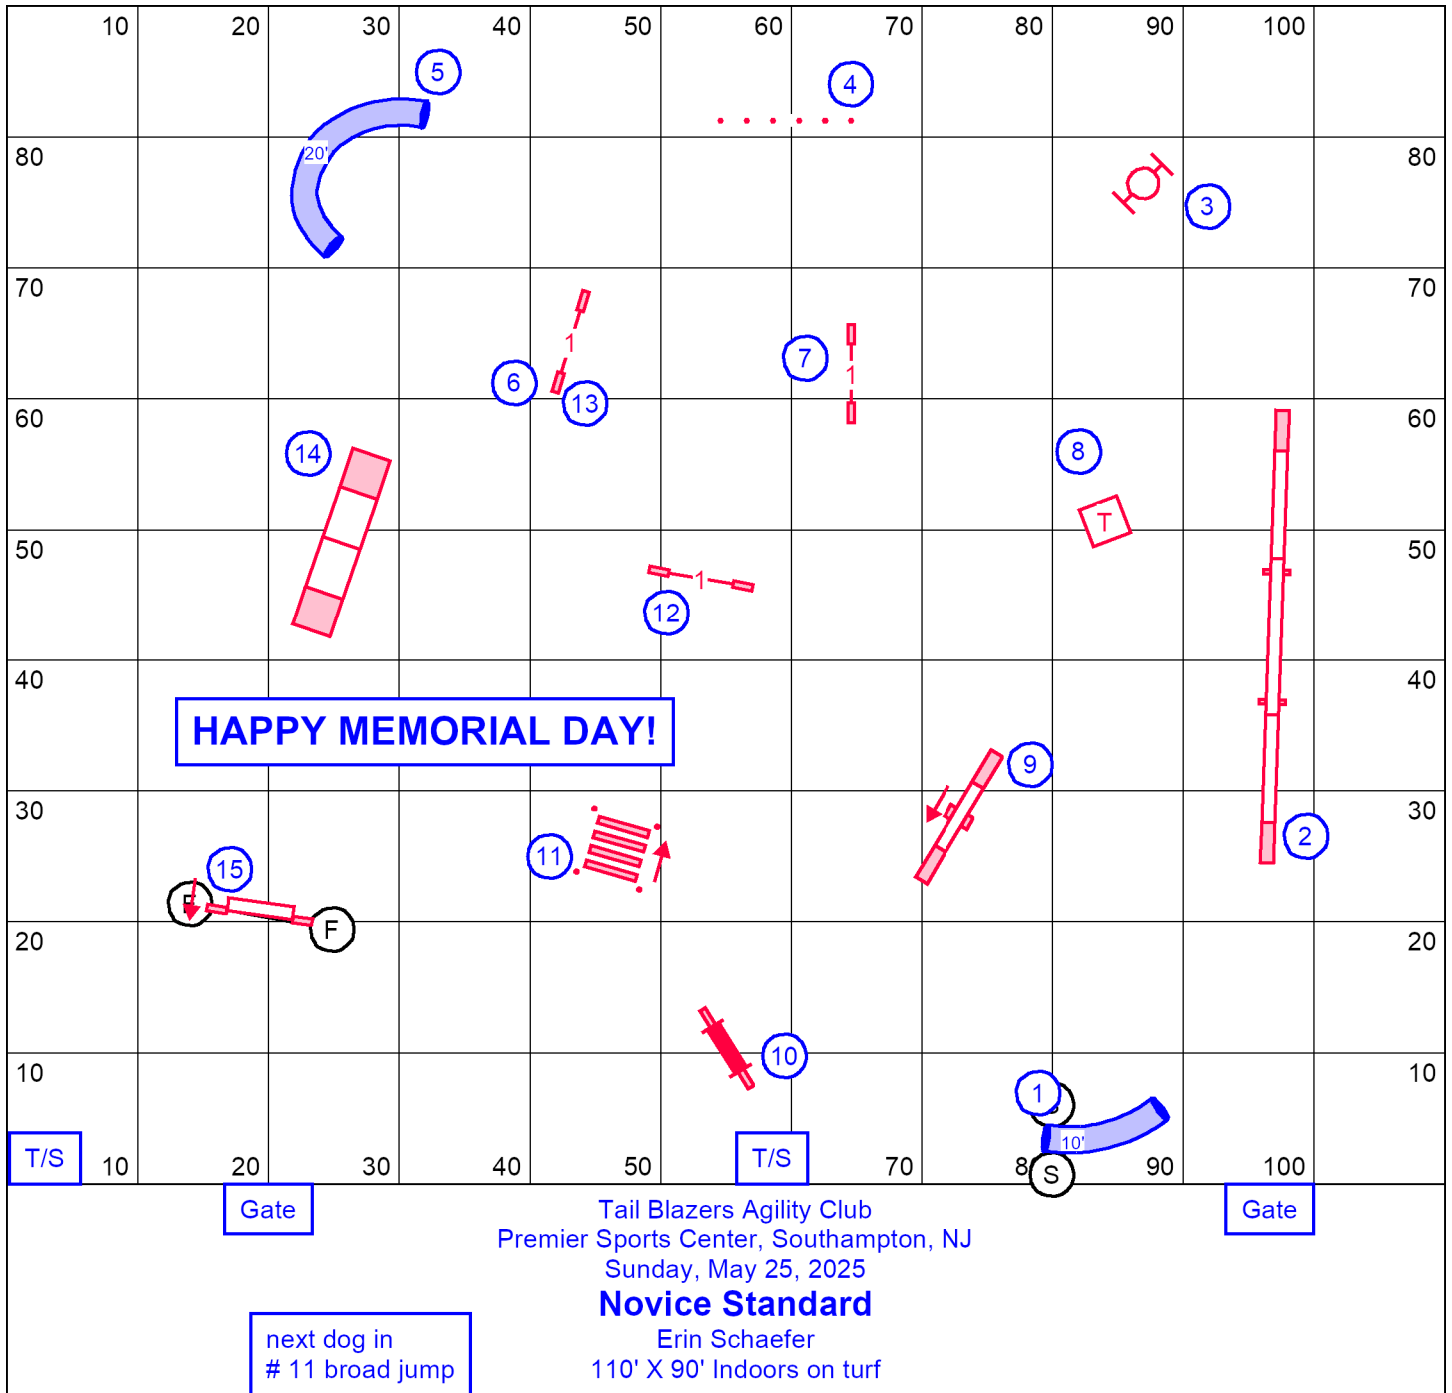 10 20 30 40 50 60 70 80 90 100
5
4
20'
80 80
3
70 70
1
7
1
6
13
60 60
14
8
T
50 50
1
12
40 40
HAPPY MEMORIAL DAY!
9
30 30
11
2
15
F
20 20
10
10 10
1
10'
T/S 10 20 30 40 50 T/S 70 8 90 100
S
Gate
Gate
Tail Blazers Agility Club
Premier Sports Center, Southampton, NJ
Sunday, May 25, 2025
Novice Standard
Erin Schaefer
110' X 90' Indoors on turf
next dog in
# 11 broad jump